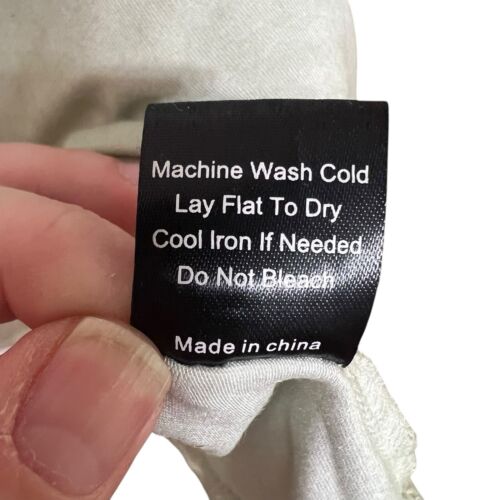 Machine Wash Cold
Lay Flat To Dry
Cool Iron If Needed
Do Not Bleach
Made in china